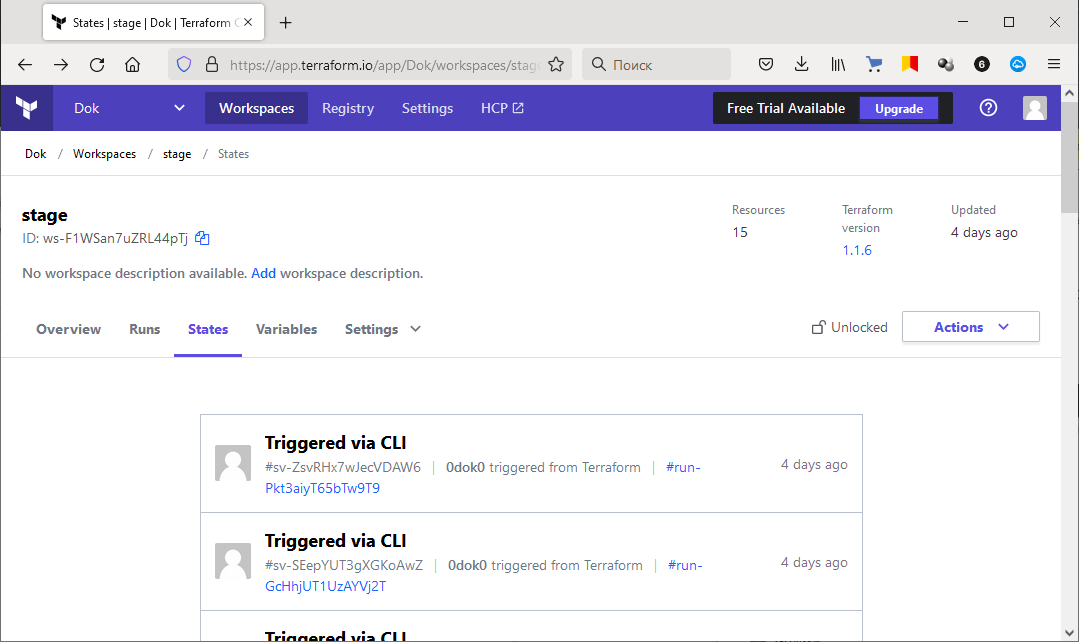 States | stage | Dok | Terraform C
https://app.terraform.io/app/Dok/workspaces/stag
Поиск
6
Dok
Workspaces
Registry
Settings
HCP
Free Trial Available
Upgrade
Dok / Workspaces / stage / States
stage
ID: ws-F1WSan7uZRL44pTj
No workspace description available. Add workspace description.
Resources
15
Terraform
version
1.1.6
Updated
4 days ago
Overview
Runs
States
Variables
Settings
Unlocked
Actions
Triggered via CLI
#sv-ZsvRHx7wJecVDAW6 | 0dok0 triggered from Terraform | #run-
Pkt3aiyT65bTw9T9
4 days ago
Triggered via CLI
#sv-SEepYUT3gXGKoAwZ | 0dok0 triggered from Terraform | #run-
GcHhjUT1UzAYVj2T
4 days ago
Triggered via CLI